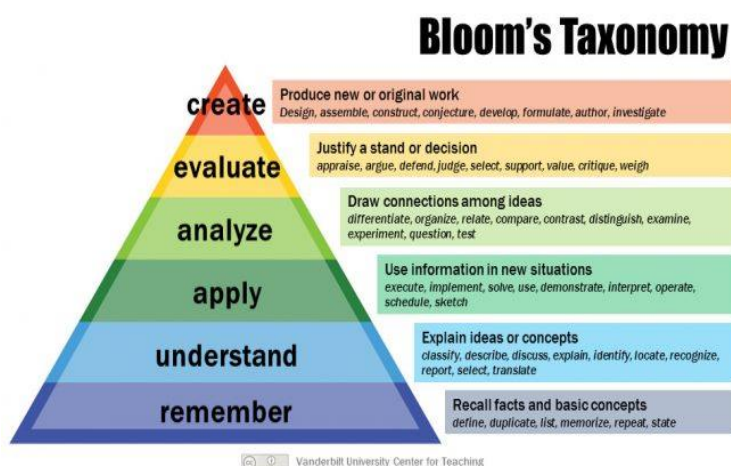 Bloom's Taxonomy
create
Produce new or original work
Design, assemble, construct, conjecture, develop, formulate, author, investigate
evaluate
Justify a stand or decision
appraise, argue, defend, judge, select, support, value, critique, weigh
analyze
Draw connections among ideas
differentiate, organize, relate, compare, contrast, distinguish, examine,
experiment, question, test
apply
Use information in new situations
execute, implement, solve, use, demonstrate, interpret, operate,
schedule, sketch
understand
Explain ideas or concepts
classify, describe, discuss, explain, identify, locate, recognize,
report, select, translate
remember
Recall facts and basic concepts
define, duplicate, list, memorize, repeat, state
cc
Vanderbilt University Center for Teaching